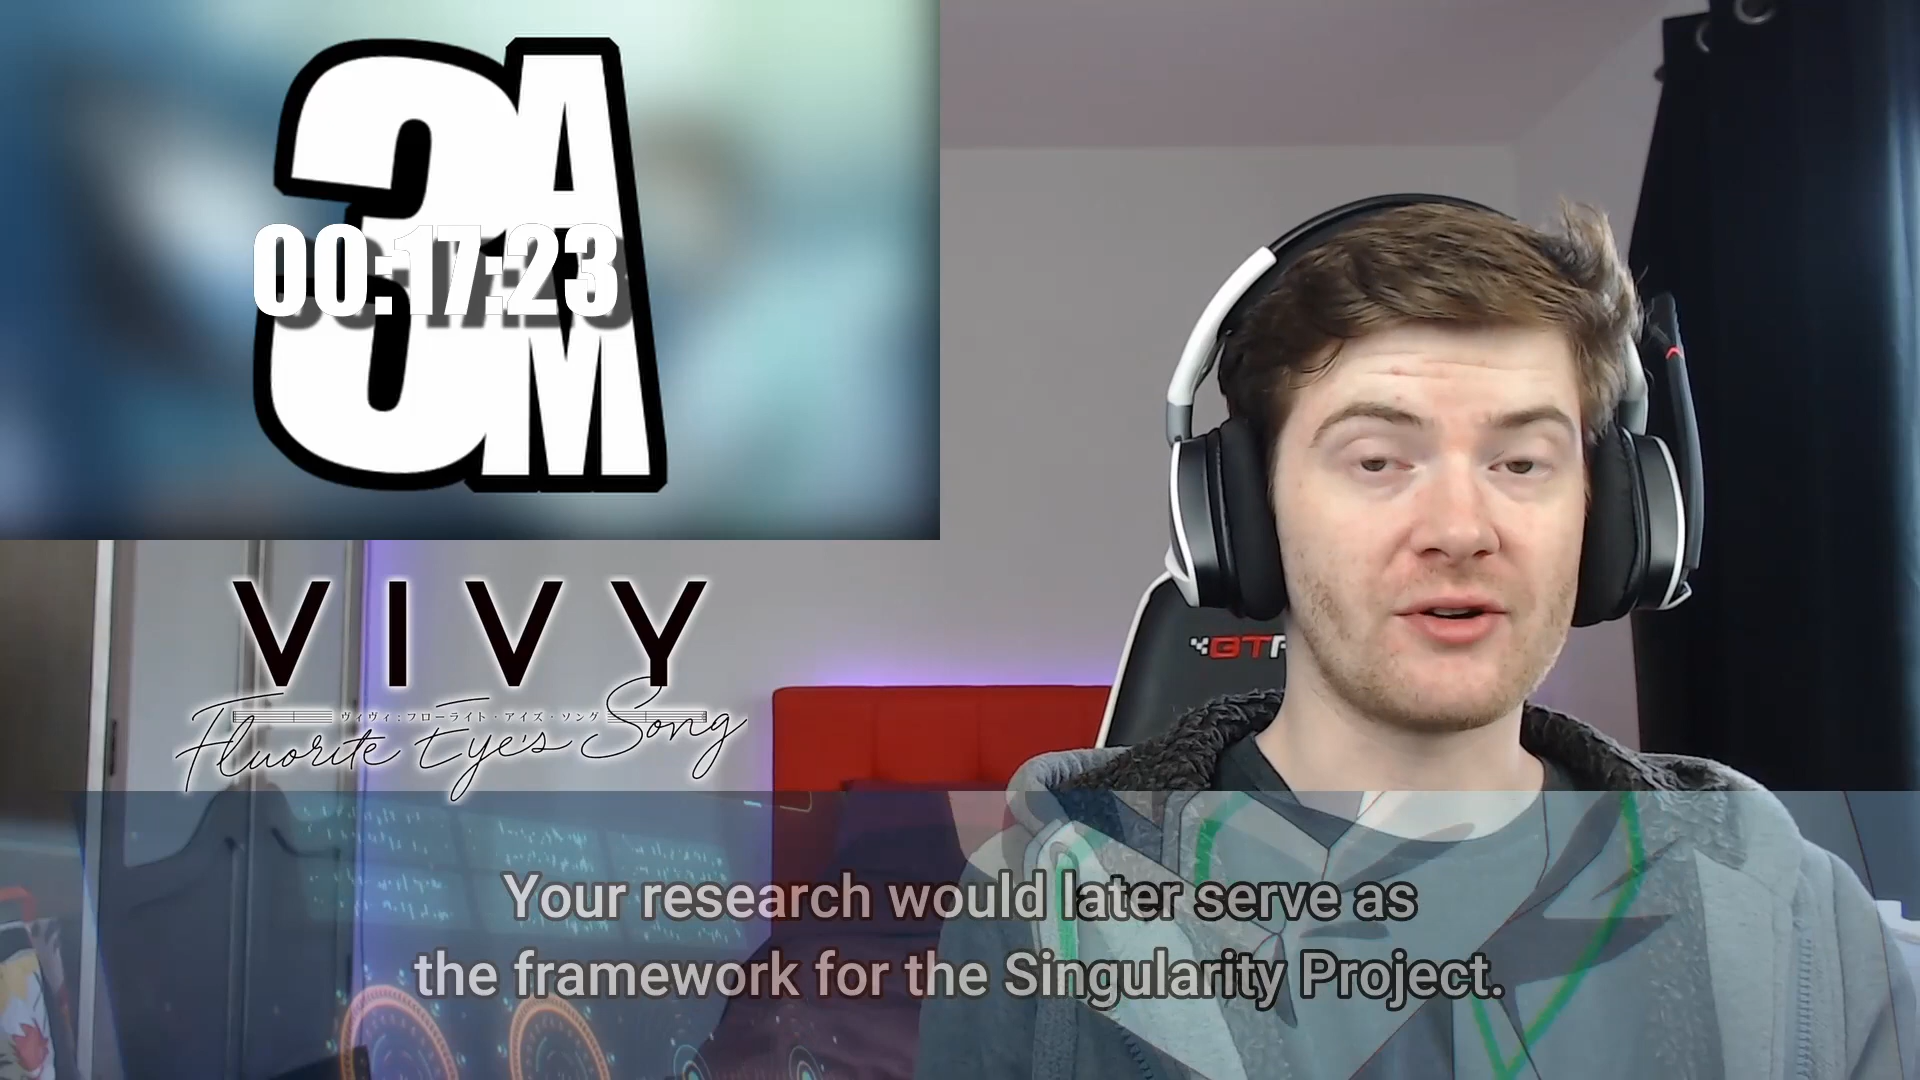 3AM
00:17:23
VIVY
ヴィヴィ:フローライト・アイズ・ソング
Fluorite Eye's Song
Your research would later serve as
the framework for the Singularity Project.